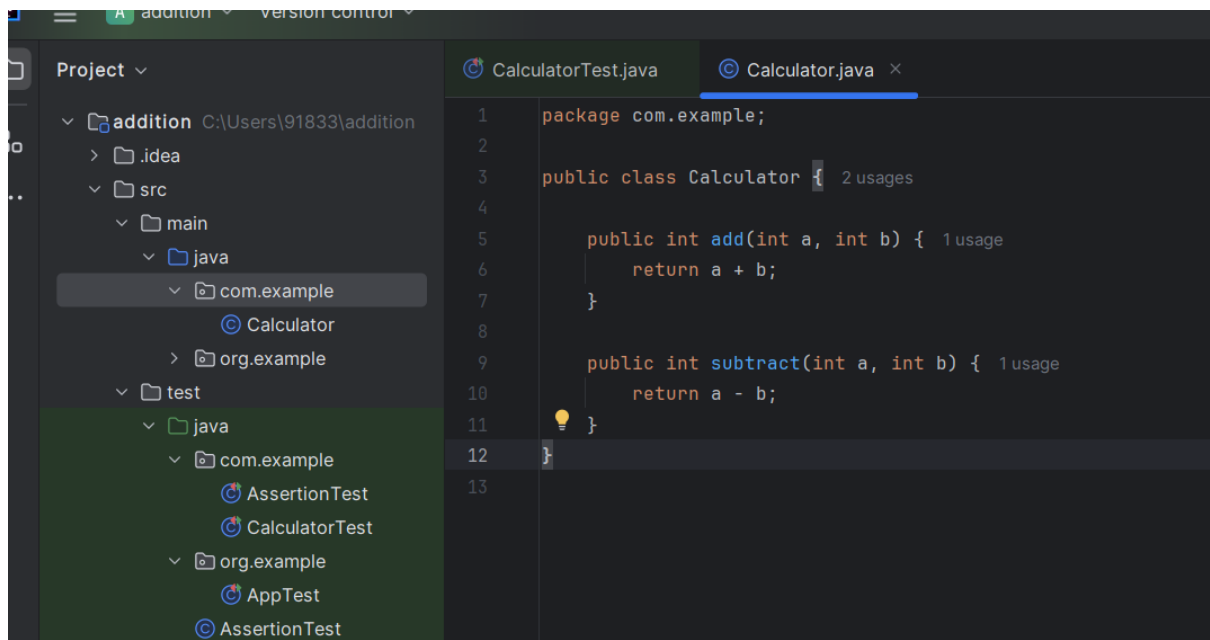 A addition Version control
Project
addition C:\Users\91833\addition
.idea
src
main
java
com.example
Calculator
org.example
test
java
com.example
AssertionTest
CalculatorTest
org.example
AppTest
AssertionTest
CalculatorTest.java Calculator.java
1 package com.example;
2
3 public class Calculator { 2 usages
4
5 public int add(int a, int b) { 1 usage
6 return a + b;
7 }
8
9 public int subtract(int a, int b) { 1 usage
10 return a - b;
11 }
12 }
13